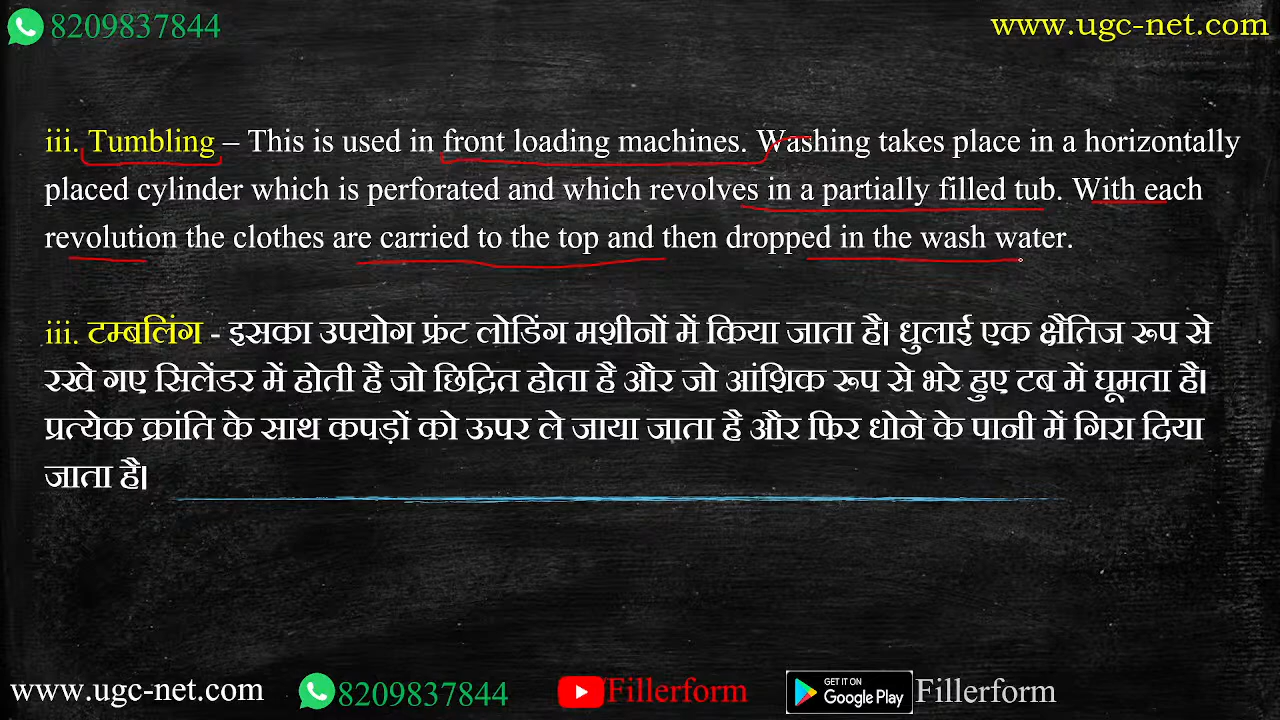 8209837844
www.ugc-net.com
iii. Tumbling – This is used in front loading machines. Washing takes place in a horizontally
placed cylinder which is perforated and which revolves in a partially filled tub. With each
revolution the clothes are carried to the top and then dropped in the wash water.
iii. टम्बलिंग - इसका उपयोग फ्रंट लोडिंग मशीनों में किया जाता है। धुलाई एक क्षैतिज रूप से
रखे गए सिलेंडर में होती है जो छिद्रित होता है और जो आंशिक रूप से भरे हुए टब में घूमता है।
प्रत्येक क्रांति के साथ कपड़ों को ऊपर ले जाया जाता है और फिर धोने के पानी में गिरा दिया
जाता है।
www.ugc-net.com
8209837844
Fillerform
GET IT ON
Google Play
Fillerform